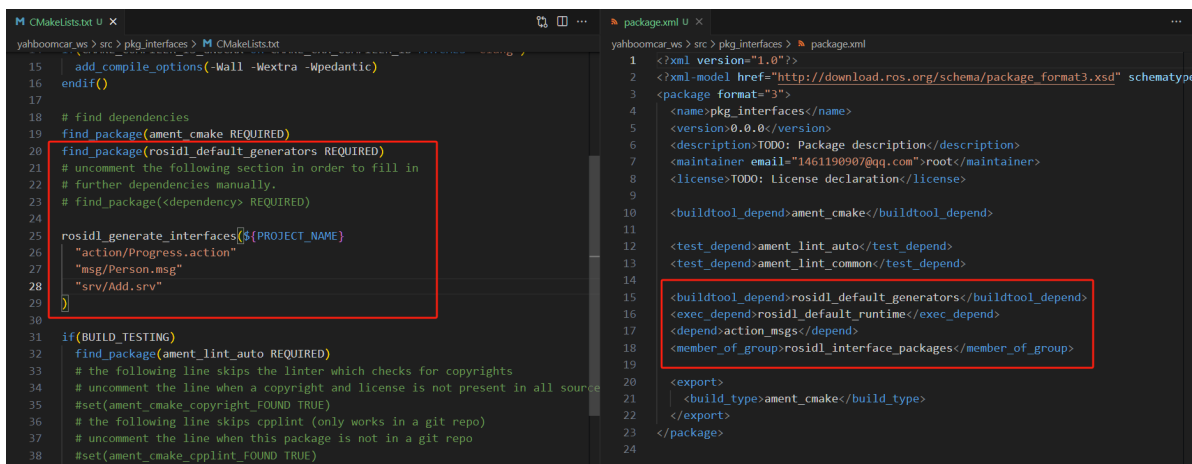 CMakeLists.txt U
yahboomcar_ws > src > pkg_interfaces > CMakeLists.txt
15 add_compile_options(-Wall -Wextra -Wpedantic)
16 endif()
17
18 # find dependencies
19 find_package(ament_cmake REQUIRED)
20 find_package(rosidl_default_generators REQUIRED)
21 # uncomment the following section in order to fill in
22 # further dependencies manually.
23 # find_package(<dependency> REQUIRED)
24
25 rosidl_generate_interfaces(${PROJECT_NAME}
26 "action/Progress.action"
27 "msg/Person.msg"
28 "srv/Add.srv"
29 )
30
31 if(BUILD_TESTING)
32 find_package(ament_lint_auto REQUIRED)
33 # the following line skips the linter which checks for copyrights
34 # uncomment the line when a copyright and license is not present in all source
35 #set(ament_cmake_copyright_FOUND TRUE)
36 # the following line skips cpplint (only works in a git repo)
37 # uncomment the line when this package is not in a git repo
38 #set(ament_cmake_cpplint_FOUND TRUE)
package.xml U
yahboomcar_ws > src > pkg_interfaces > package.xml
1 <?xml version="1.0"?>
2 <?xml-model href="http://download.ros.org/schema/package_format3.xsd" schematype
3 <package format="3">
4 <name>pkg_interfaces</name>
5 <version>0.0.0</version>
6 <description>TODO: Package description</description>
7 <maintainer email="1461190907@qq.com">root</maintainer>
8 <license>TODO: License declaration</license>
9
10 <buildtool_depend>ament_cmake</buildtool_depend>
11
12 <test_depend>ament_lint_auto</test_depend>
13 <test_depend>ament_lint_common</test_depend>
14
15 <buildtool_depend>rosidl_default_generators</buildtool_depend>
16 <exec_depend>rosidl_default_runtime</exec_depend>
17 <depend>action_msgs</depend>
18 <member_of_group>rosidl_interface_packages</member_of_group>
19
20 <export>
21 <build_type>ament_cmake</build_type>
22 </export>
23 </package>
24